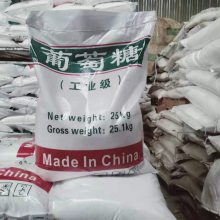 葡萄糖
(工业级)
Net weight: 25kg
Gross weight: 25.1kg
Made In China